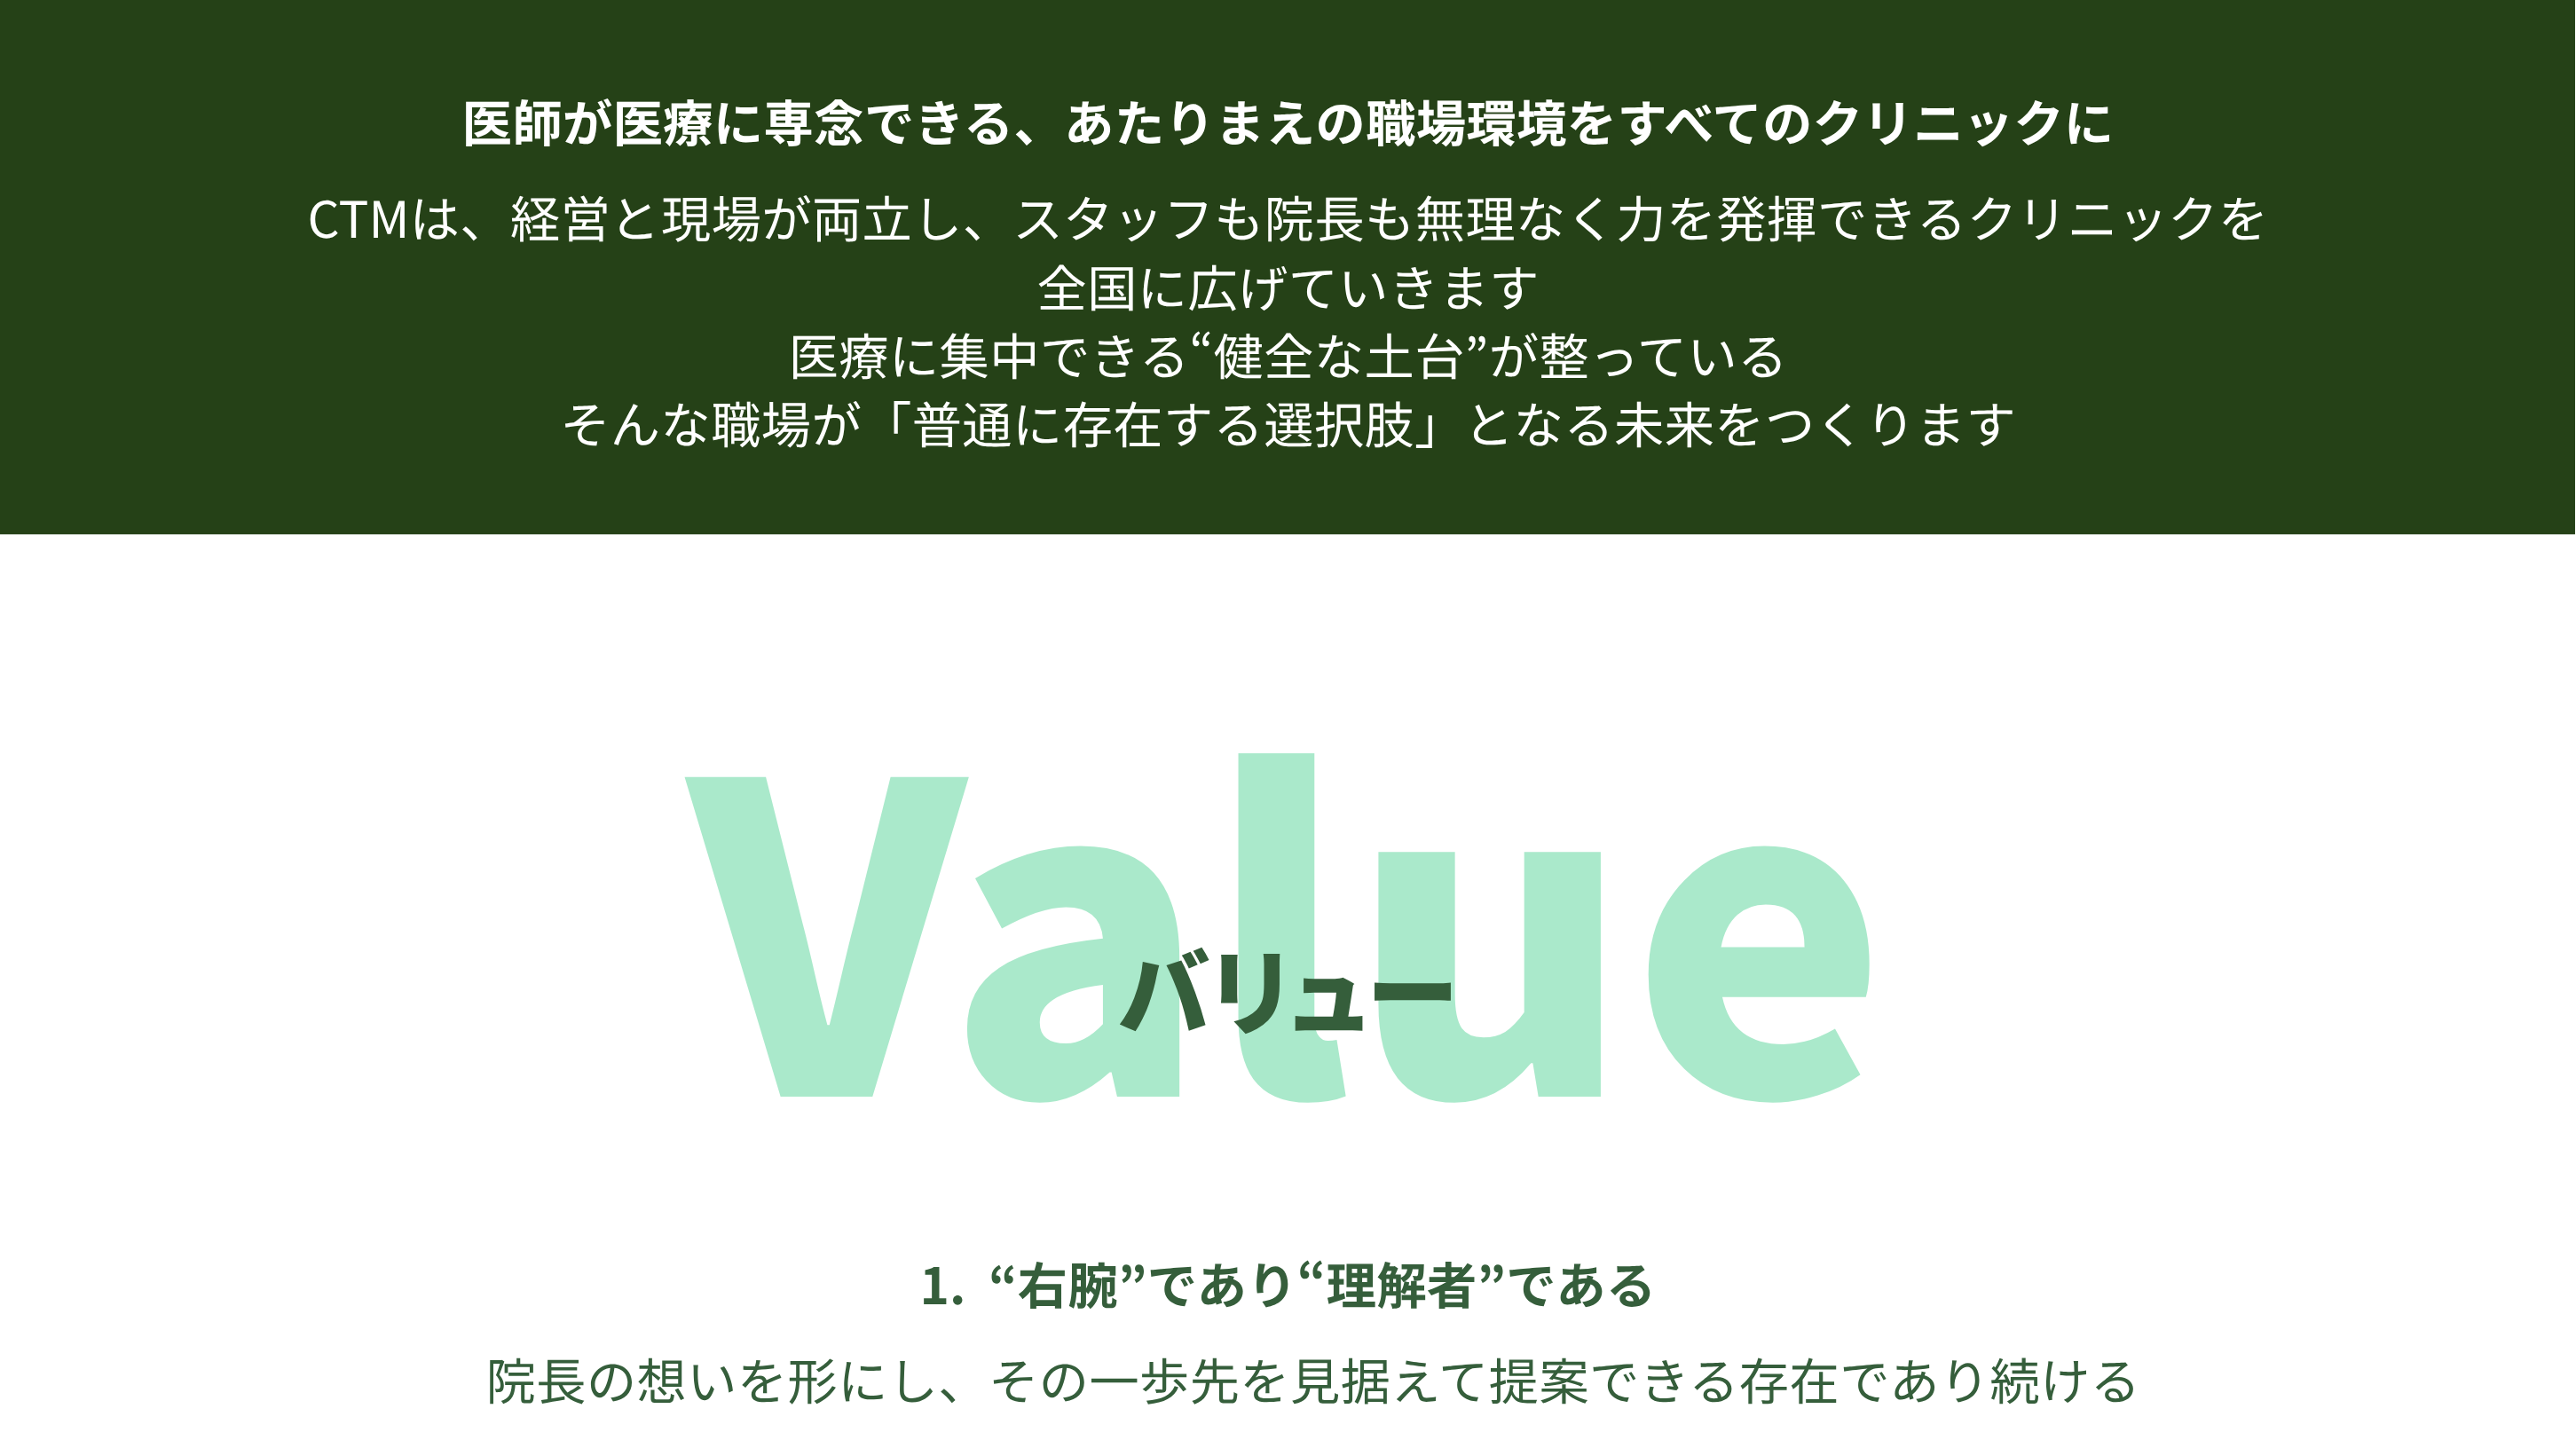 医師が医療に専念できる、あたりまえの職場環境をすべてのクリニックに
CTMは、経営と現場が両立し、スタッフも院長も無理なく力を発揮できるクリニックを
全国に広げていきます
医療に集中できる“健全な土台”が整っている
そんな職場が「普通に存在する選択肢」となる未来をつくります
Value
バリュー
1. “右腕”であり“理解者”である
院長の想いを形にし、その一歩先を見据えて提案できる存在であり続ける